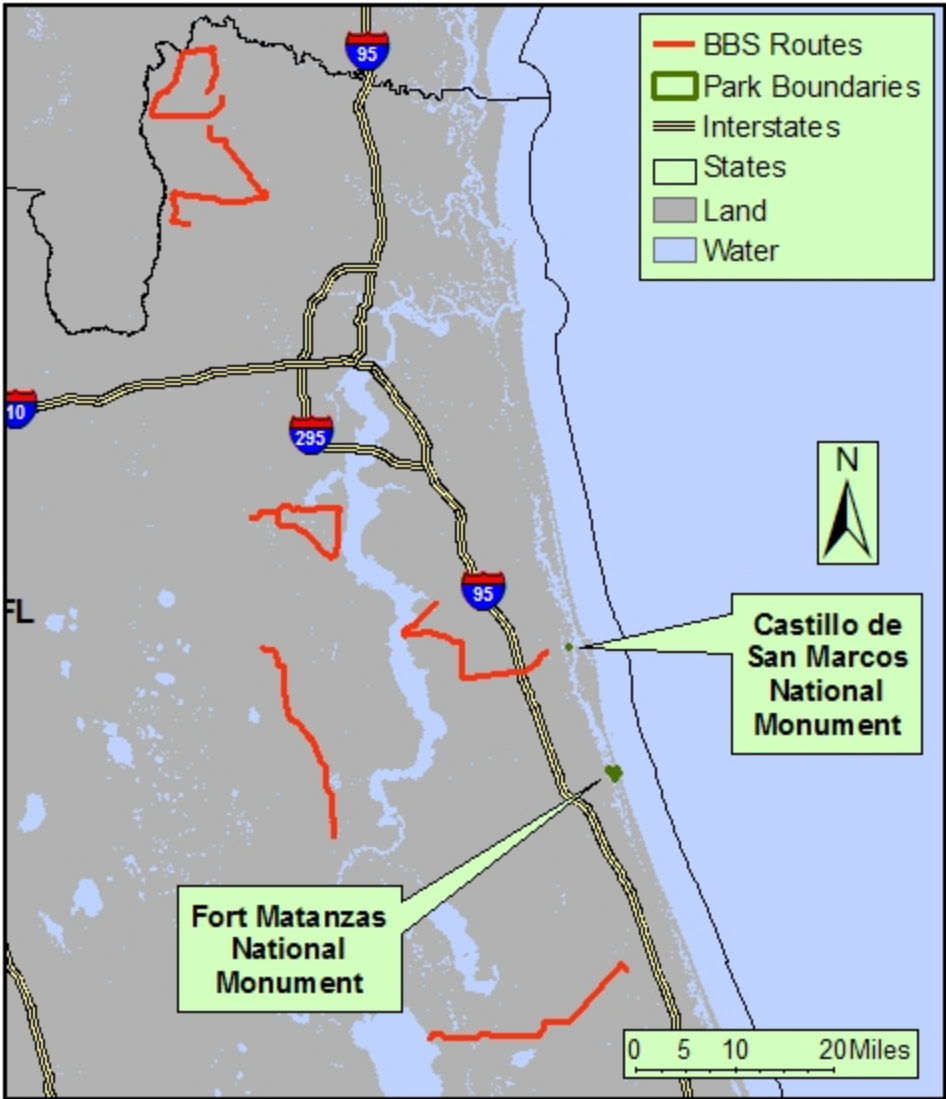 95
BBS Routes
Park Boundaries
Interstates
States
Land
Water
10
295
N
95
FL
Castillo de
San Marcos
National
Monument
Fort Matanzas
National
Monument
0 5 10 20 Miles